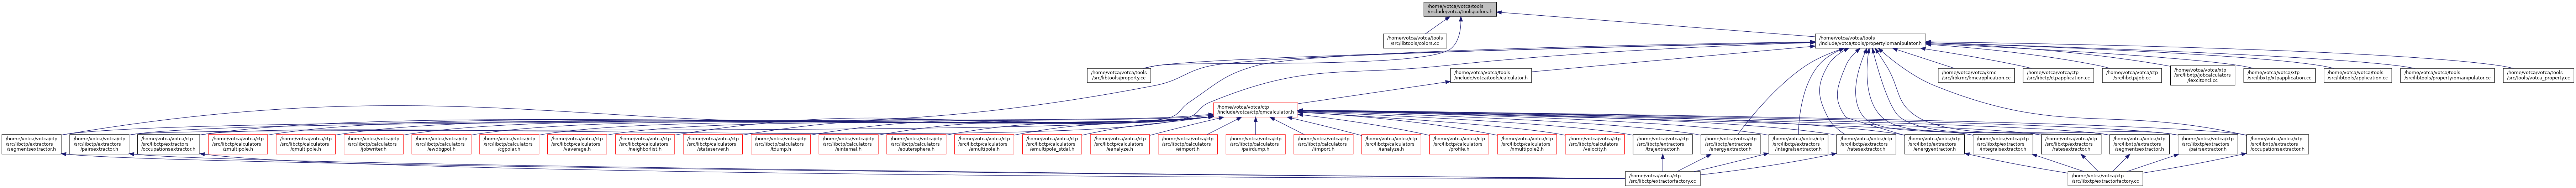 /home/votca/votca/tools
/include/votca/tools/colors.h
/home/votca/votca/tools
/src/libtools/colors.cc
/home/votca/votca/tools
/include/votca/tools/propertyiomanipulator.h
/home/votca/votca/tools
/src/libtools/property.cc
/home/votca/votca/tools
/include/votca/tools/calculator.h
/home/votca/votca/kmc
/src/libkmc/kmcapplication.cc
/home/votca/votca/ctp
/src/libctp/ctpapplication.cc
/home/votca/votca/ctp
/src/libctp/job.cc
/home/votca/votca/xtp
/src/libxtp/jobcalculators
/iexcitoncl.cc
/home/votca/votca/xtp
/src/libxtp/xtpapplication.cc
/home/votca/votca/tools
/src/libtools/application.cc
/home/votca/votca/tools
/src/libtools/propertyiomanipulator.cc
/home/votca/votca/tools
/src/tools/votca_property.cc
/home/votca/votca/ctp
/include/votca/ctp/qmcalculator.h
/home/votca/votca/ctp
/src/libctp/extractors
/segmentsextractor.h
/home/votca/votca/ctp
/src/libctp/extractors
/pairsextractor.h
/home/votca/votca/ctp
/src/libctp/extractors
/occupationsextractor.h
/home/votca/votca/ctp
/src/libctp/calculators
/zmultipole.h
/home/votca/votca/ctp
/src/libctp/calculators
/qmultipole.h
/home/votca/votca/ctp
/src/libctp/calculators
/jobwriter.h
/home/votca/votca/ctp
/src/libctp/calculators
/ewdbgpol.h
/home/votca/votca/ctp
/src/libctp/calculators
/cgpolar.h
/home/votca/votca/ctp
/src/libctp/calculators
/vaverage.h
/home/votca/votca/ctp
/src/libctp/calculators
/neighborlist.h
/home/votca/votca/ctp
/src/libctp/calculators
/stateserver.h
/home/votca/votca/ctp
/src/libctp/calculators
/tdump.h
/home/votca/votca/ctp
/src/libctp/calculators
/einternal.h
/home/votca/votca/ctp
/src/libctp/calculators
/eoutersphere.h
/home/votca/votca/ctp
/src/libctp/calculators
/emultipole.h
/home/votca/votca/ctp
/src/libctp/calculators
/emultipole_stdal.h
/home/votca/votca/ctp
/src/libctp/calculators
/eanalyze.h
/home/votca/votca/ctp
/src/libctp/calculators
/eimport.h
/home/votca/votca/ctp
/src/libctp/calculators
/pairdump.h
/home/votca/votca/ctp
/src/libctp/calculators
/iimport.h
/home/votca/votca/ctp
/src/libctp/calculators
/ianalyze.h
/home/votca/votca/ctp
/src/libctp/calculators
/profile.h
/home/votca/votca/ctp
/src/libctp/calculators
/multipole2.h
/home/votca/votca/ctp
/src/libctp/calculators
/velocity.h
/home/votca/votca/ctp
/src/libctp/extractors
/trajextractor.h
/home/votca/votca/ctp
/src/libctp/extractors
/energyextractor.h
/home/votca/votca/ctp
/src/libctp/extractors
/integralsextractor.h
/home/votca/votca/ctp
/src/libctp/extractors
/ratesextractor.h
/home/votca/votca/xtp
/src/libxtp/extractors
/energyextractor.h
/home/votca/votca/xtp
/src/libxtp/extractors
/integralsextractor.h
/home/votca/votca/xtp
/src/libxtp/extractors
/ratesextractor.h
/home/votca/votca/xtp
/src/libxtp/extractors
/segmentsextractor.h
/home/votca/votca/xtp
/src/libxtp/extractors
/pairsextractor.h
/home/votca/votca/xtp
/src/libxtp/extractors
/occupationsextractor.h
/home/votca/votca/ctp
/src/libctp/extractorfactory.cc
/home/votca/votca/xtp
/src/libxtp/extractorfactory.cc